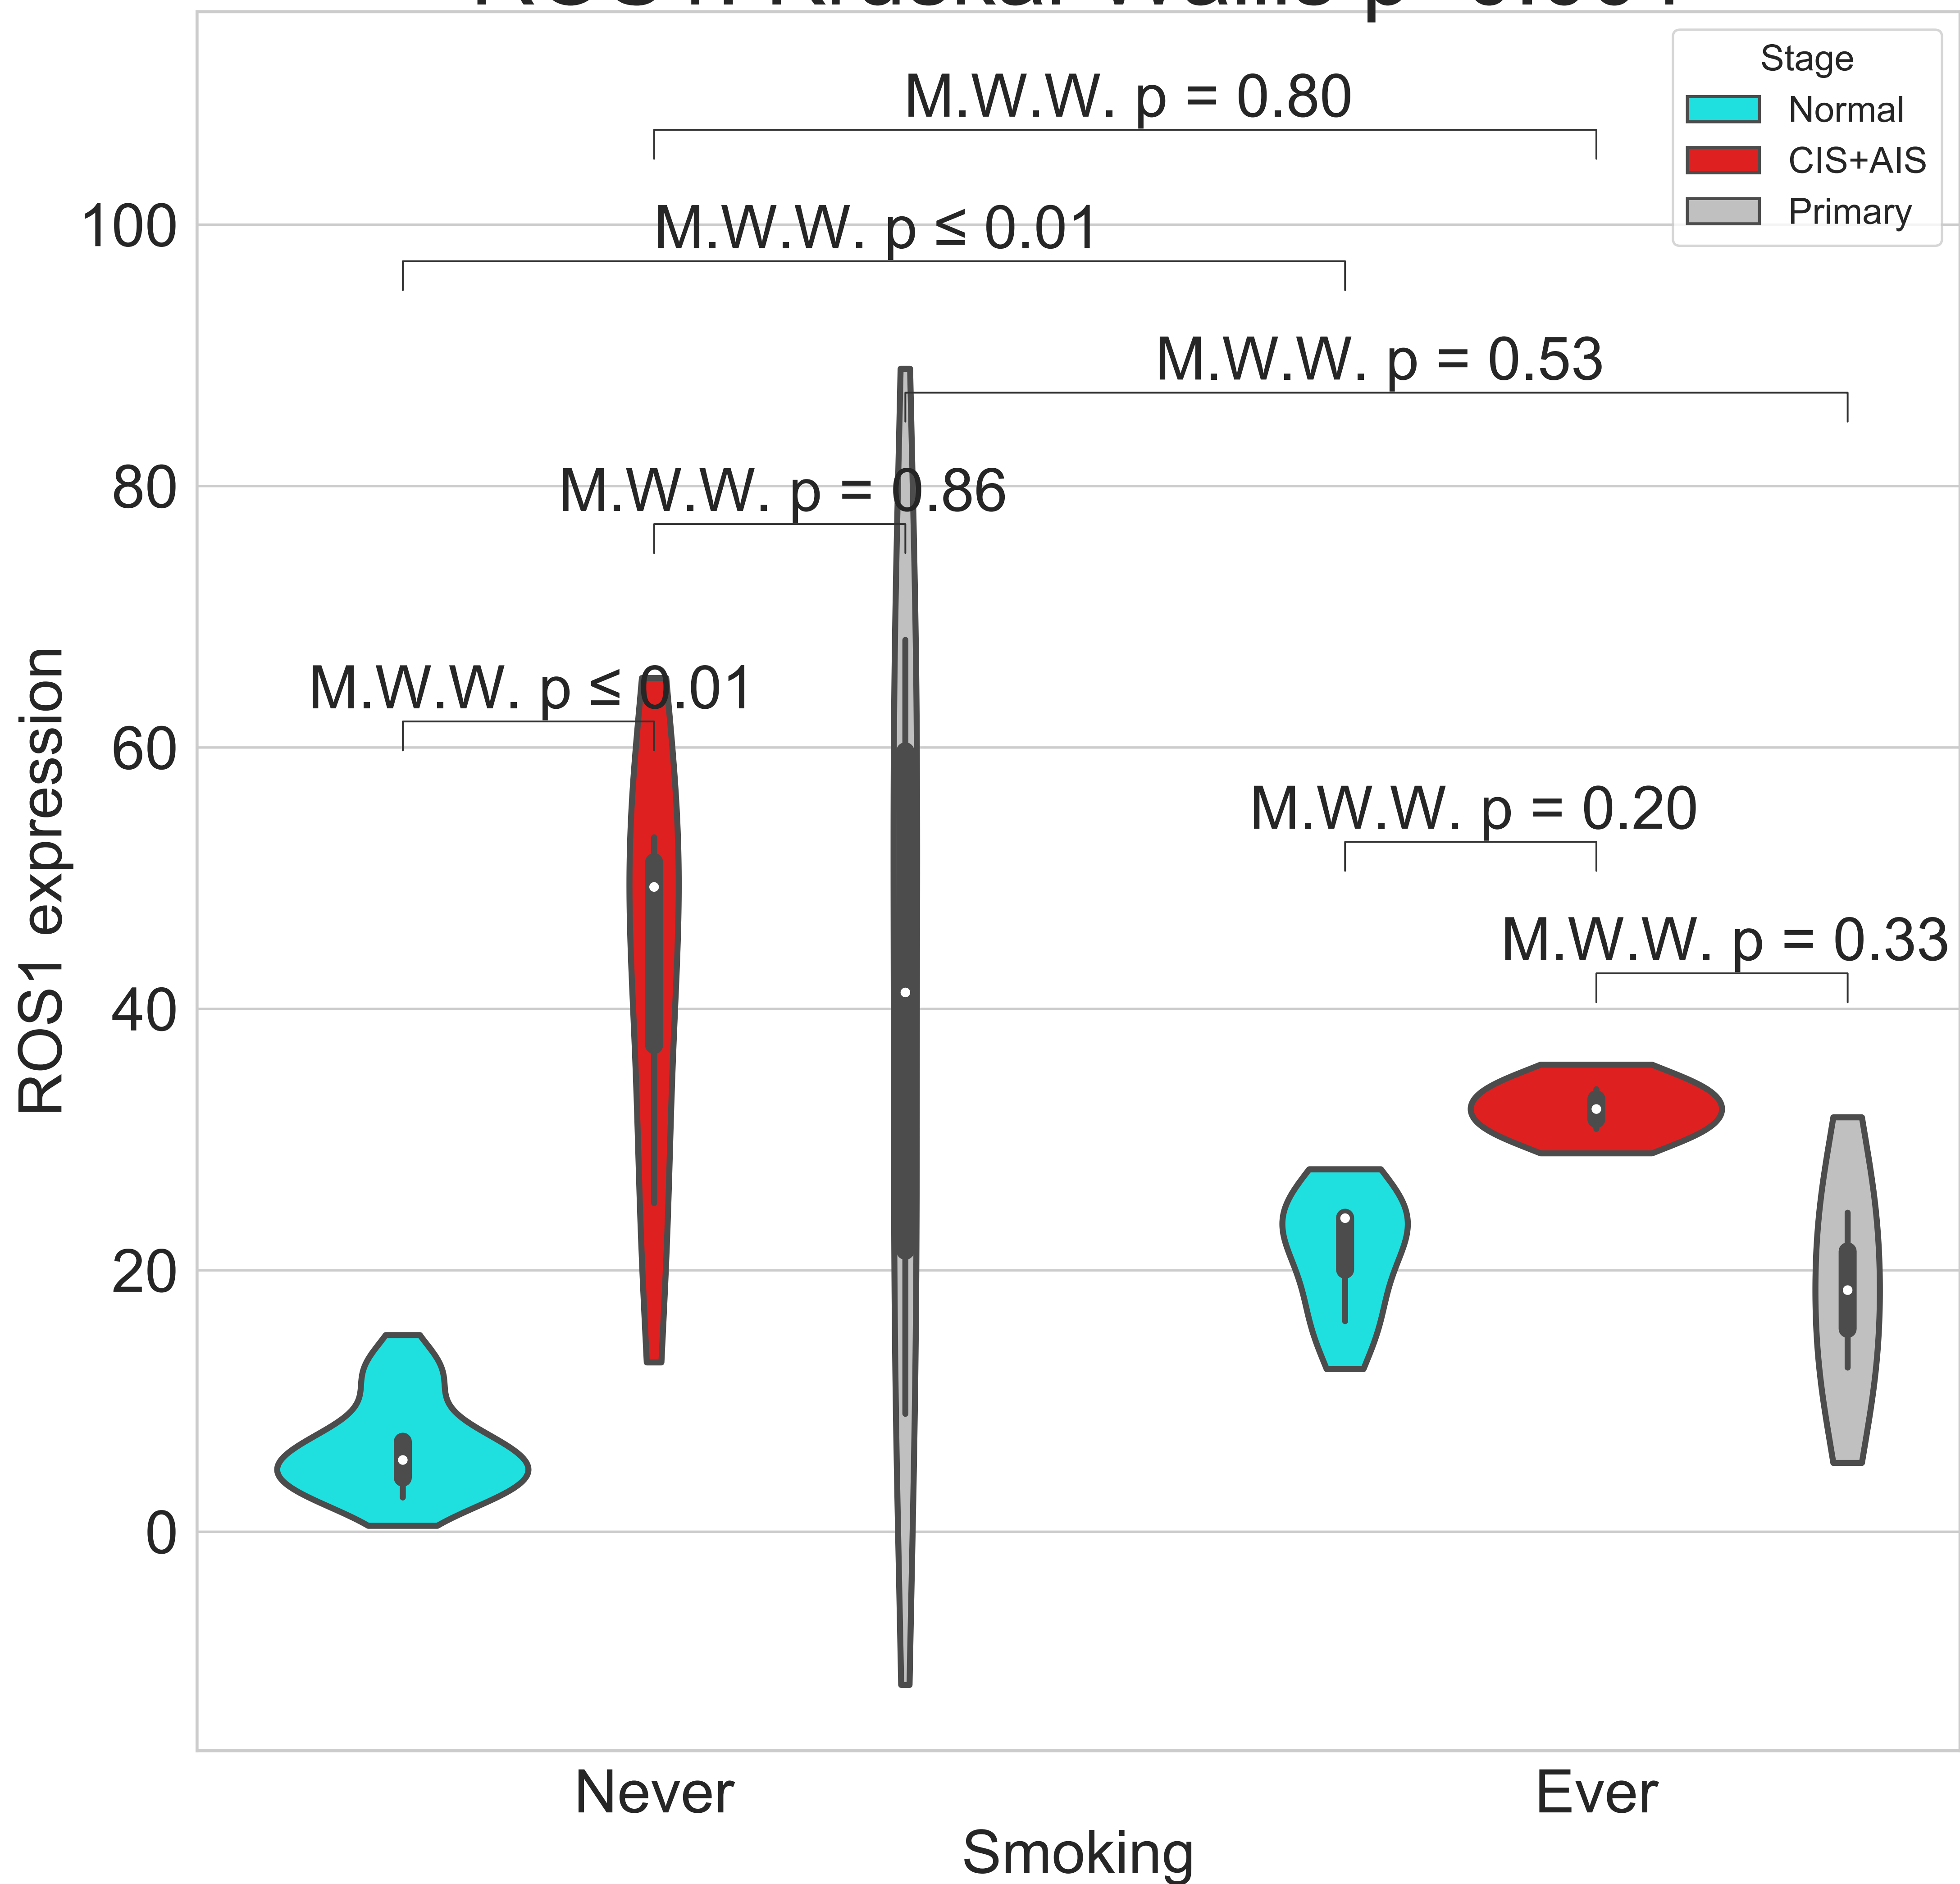 Stage
Normal
CIS+AIS
Primary
M.W.W. p = 0.80
M.W.W. p ≤ 0.01
M.W.W. p = 0.53
M.W.W. p = 0.86
M.W.W. p ≤ 0.01
M.W.W. p = 0.20
M.W.W. p = 0.33
100
80
60
40
20
0
ROS1 expression
Never
Ever
Smoking